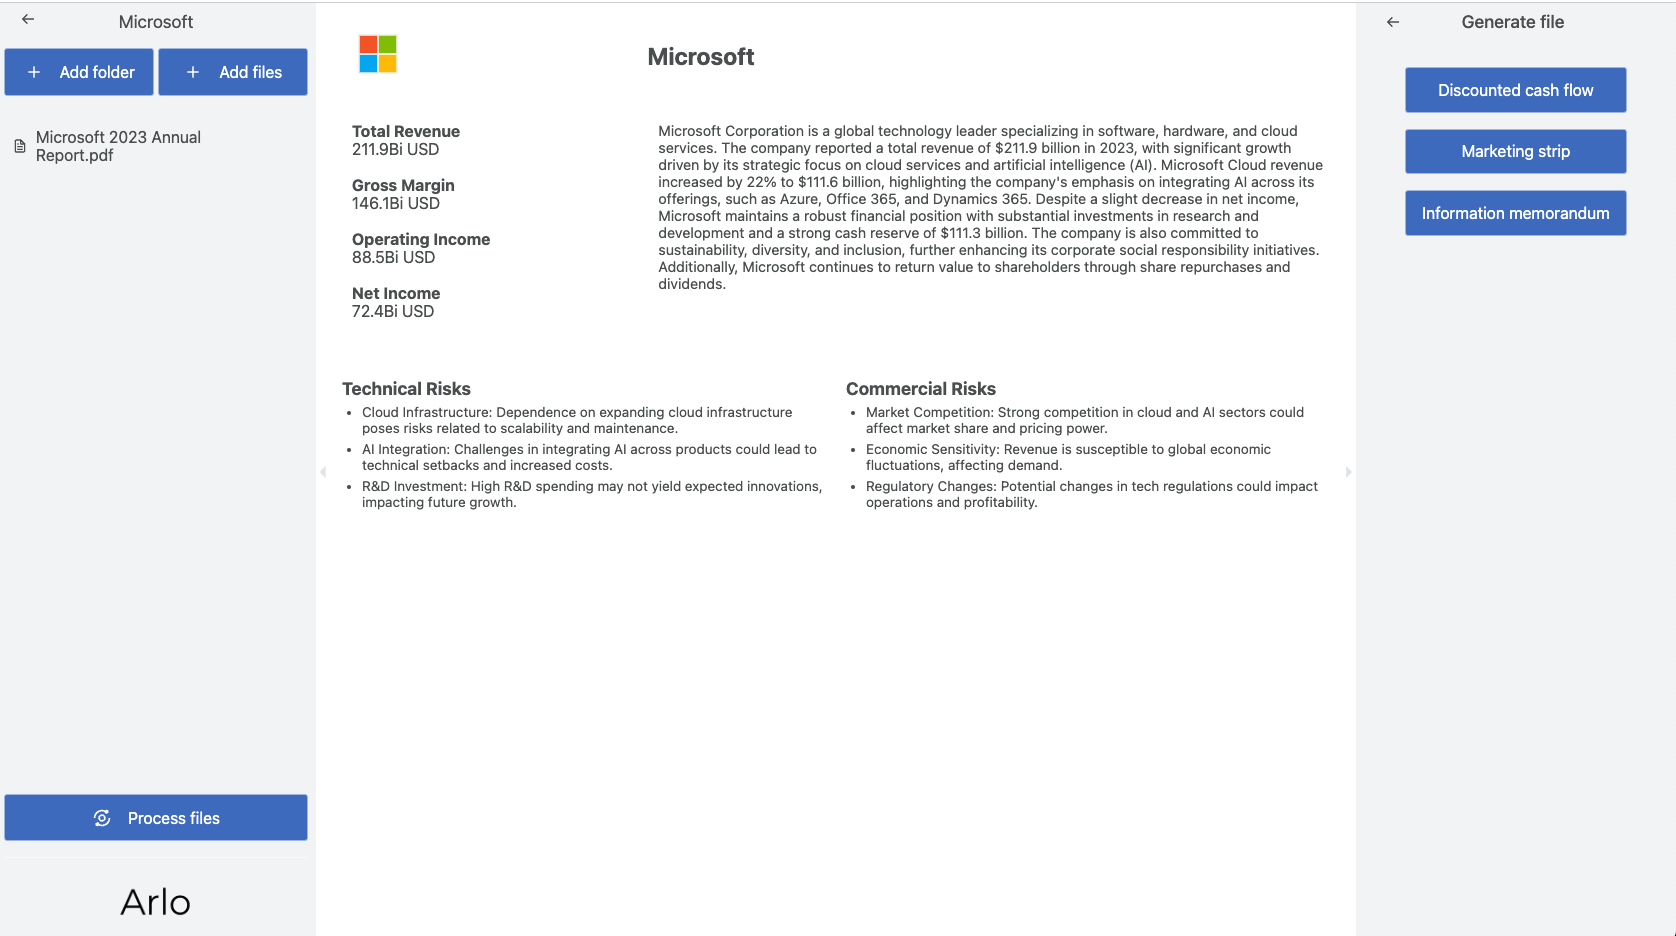 Microsoft
Add folder
Add files
Microsoft 2023 Annual
Report.pdf
Process files
Arlo
Microsoft
Total Revenue
211.9Bi USD
Gross Margin
146.1Bi USD
Operating Income
88.5Bi USD
Net Income
72.4Bi USD
Microsoft Corporation is a global technology leader specializing in software, hardware, and cloud
services. The company reported a total revenue of $211.9 billion in 2023, with significant growth
driven by its strategic focus on cloud services and artificial intelligence (AI). Microsoft Cloud revenue
increased by 22% to $111.6 billion, highlighting the company's emphasis on integrating AI across its
offerings, such as Azure, Office 365, and Dynamics 365. Despite a slight decrease in net income,
Microsoft maintains a robust financial position with substantial investments in research and
development and a strong cash reserve of $111.3 billion. The company is also committed to
sustainability, diversity, and inclusion, further enhancing its corporate social responsibility initiatives.
Additionally, Microsoft continues to return value to shareholders through share repurchases and
dividends.
Technical Risks
• Cloud Infrastructure: Dependence on expanding cloud infrastructure
poses risks related to scalability and maintenance.
• AI Integration: Challenges in integrating AI across products could lead to
technical setbacks and increased costs.
• R&D Investment: High R&D spending may not yield expected innovations,
impacting future growth.
Commercial Risks
• Market Competition: Strong competition in cloud and AI sectors could
affect market share and pricing power.
• Economic Sensitivity: Revenue is susceptible to global economic
fluctuations, affecting demand.
• Regulatory Changes: Potential changes in tech regulations could impact
operations and profitability.
Generate file
Discounted cash flow
Marketing strip
Information memorandum